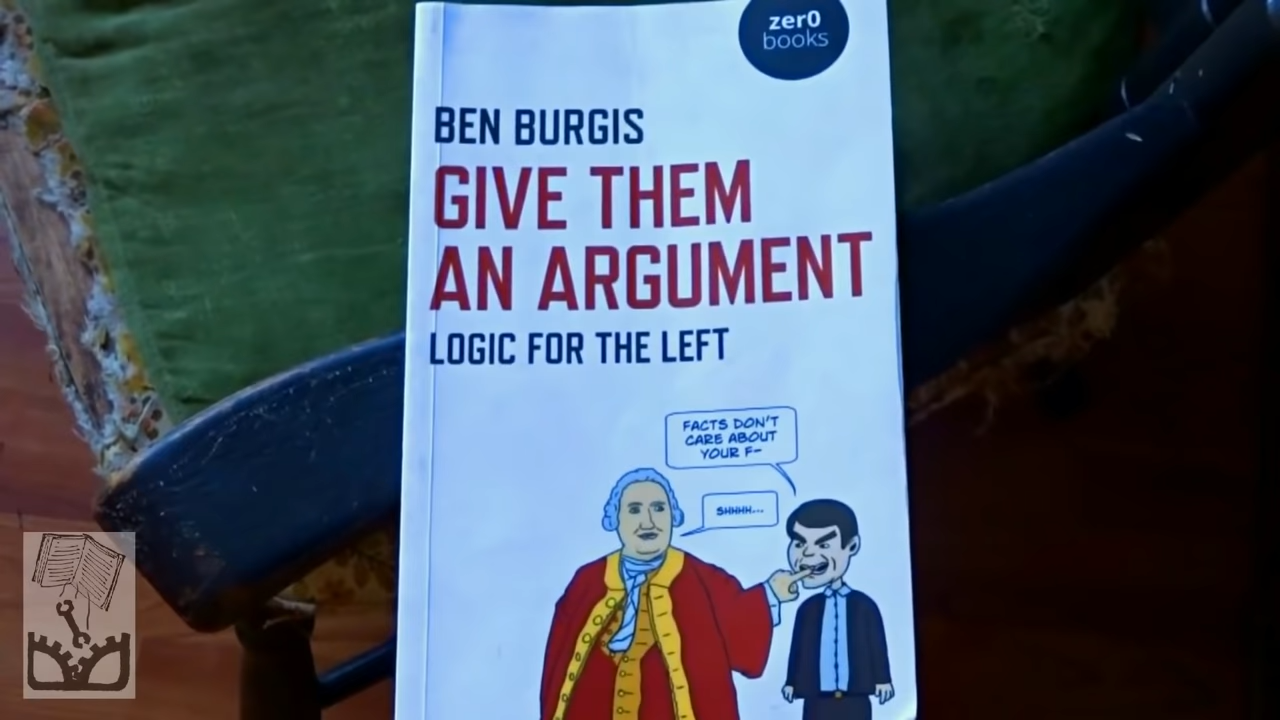 zer0
books
BEN BURGIS
GIVE THEM
AN ARGUMENT
LOGIC FOR THE LEFT
FACTS DON'T
CARE ABOUT
YOUR F-
SHHHH...